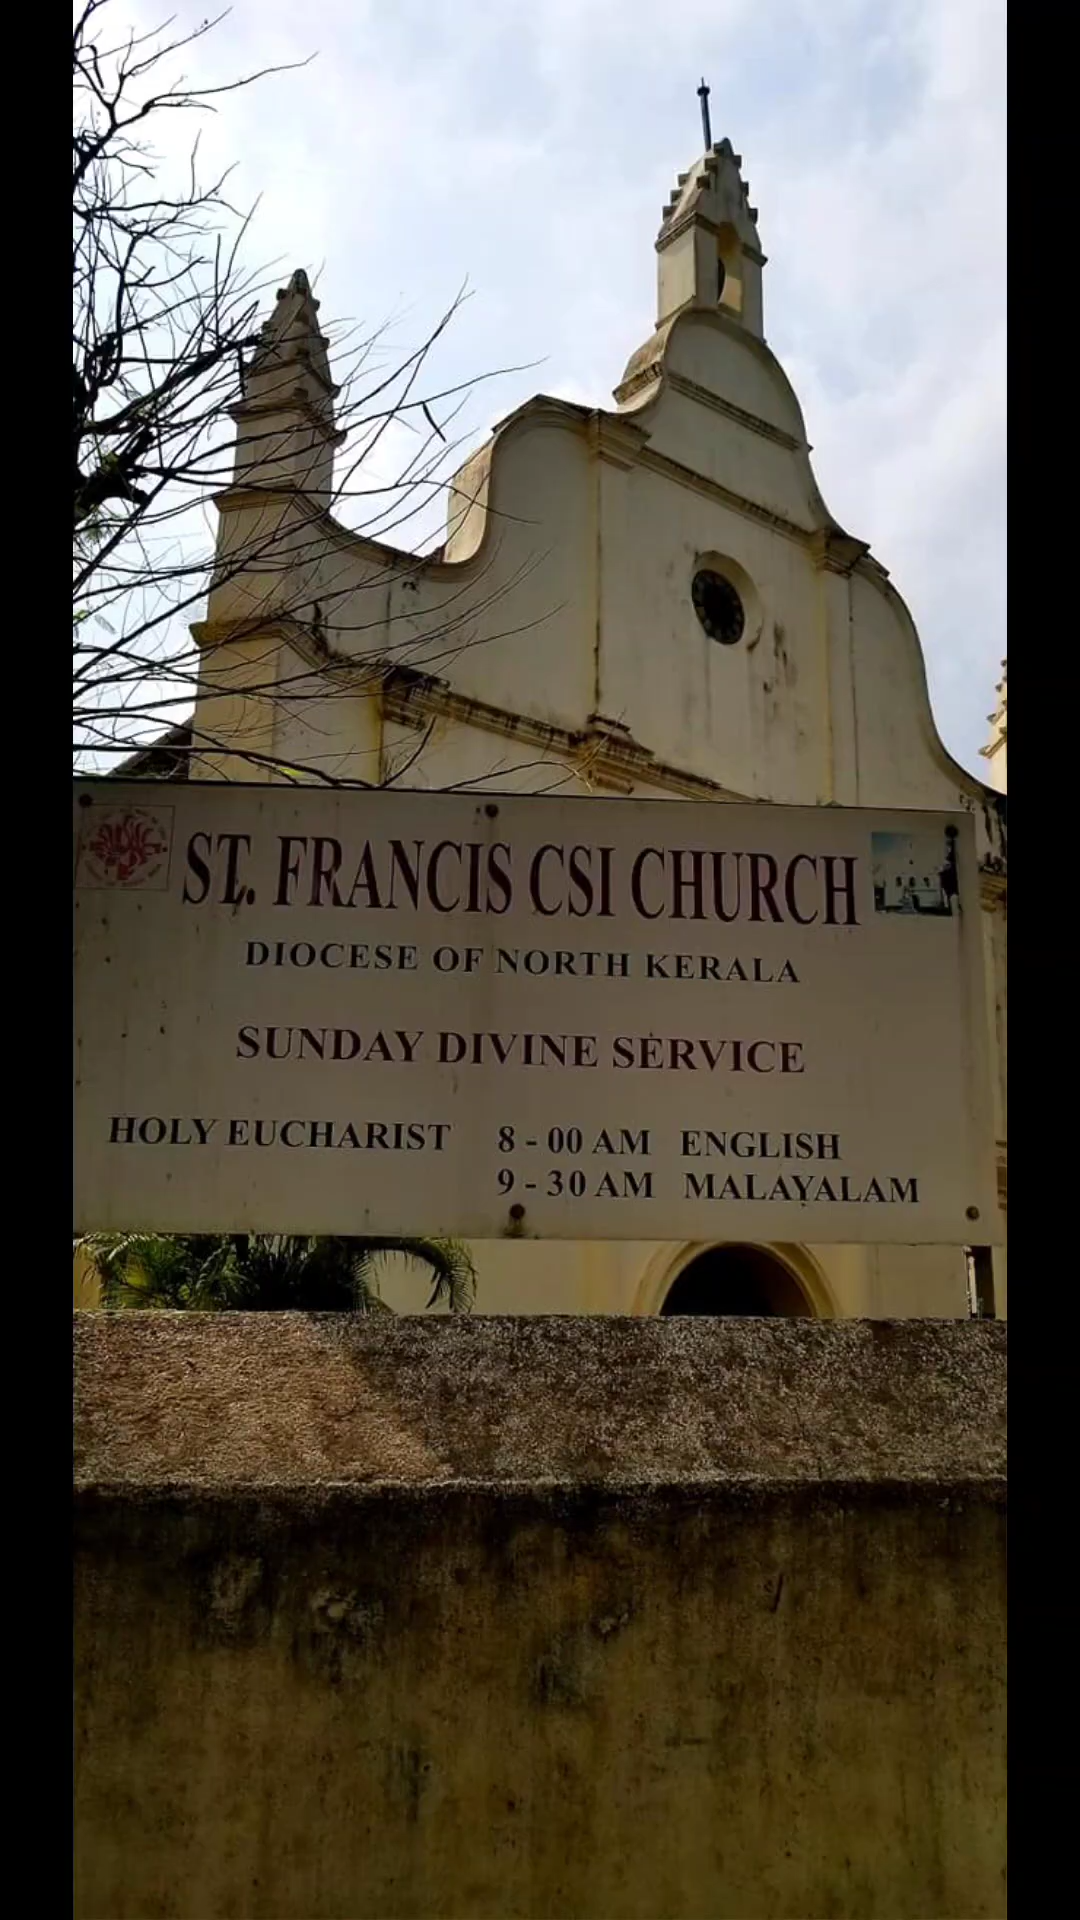 ST. FRANCIS CSI CHURCH
DIOCESE OF NORTH KERALA
SUNDAY DIVINE SERVICE
HOLY EUCHARIST 8 - 00 AM ENGLISH
9 - 30 AM MALAYALAM